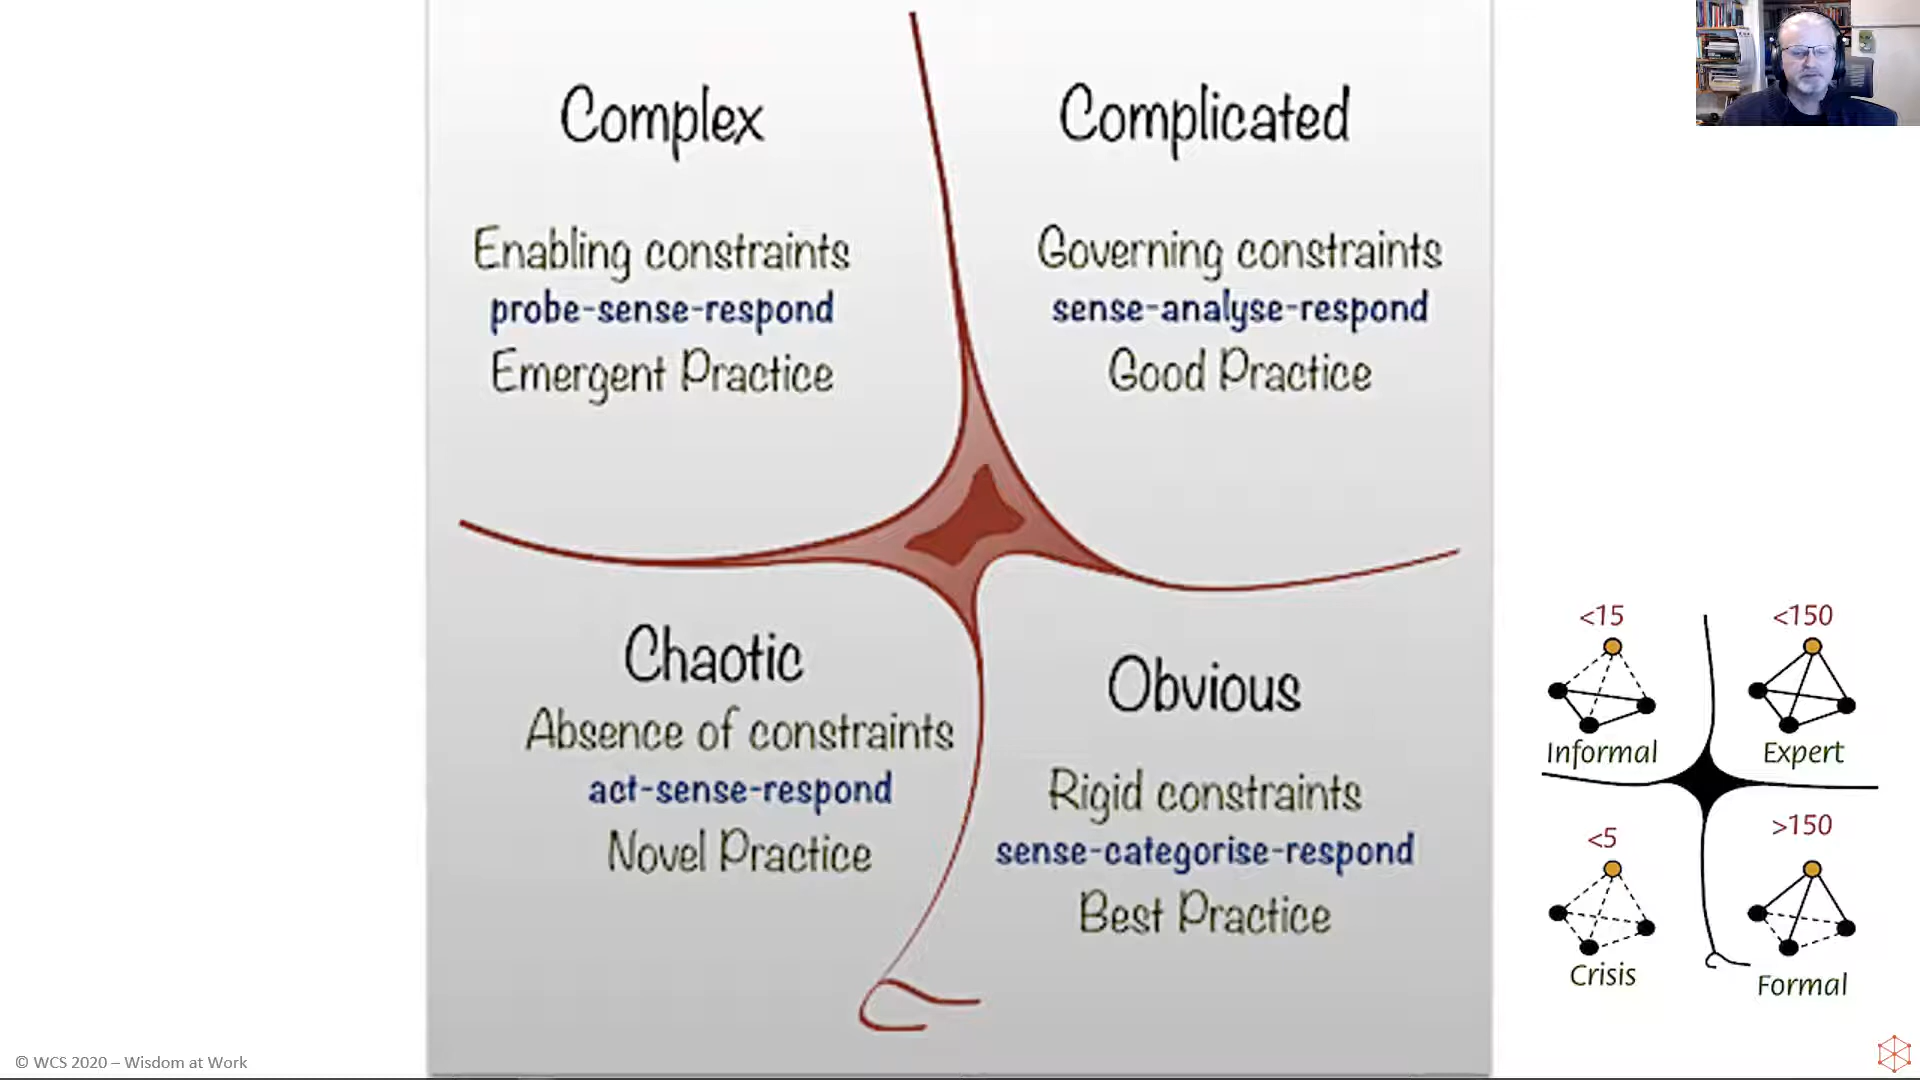 Complex
Enabling constraints
probe-sense-respond
Emergent Practice
Complicated
Governing constraints
sense-analyse-respond
Good Practice
Chaotic
Absence of constraints
act-sense-respond
Novel Practice
Obvious
Rigid constraints
sense-categorise-respond
Best Practice
<15
Informal
<150
Expert
<5
Crisis
>150
Formal
© WCS 2020 – Wisdom at Work